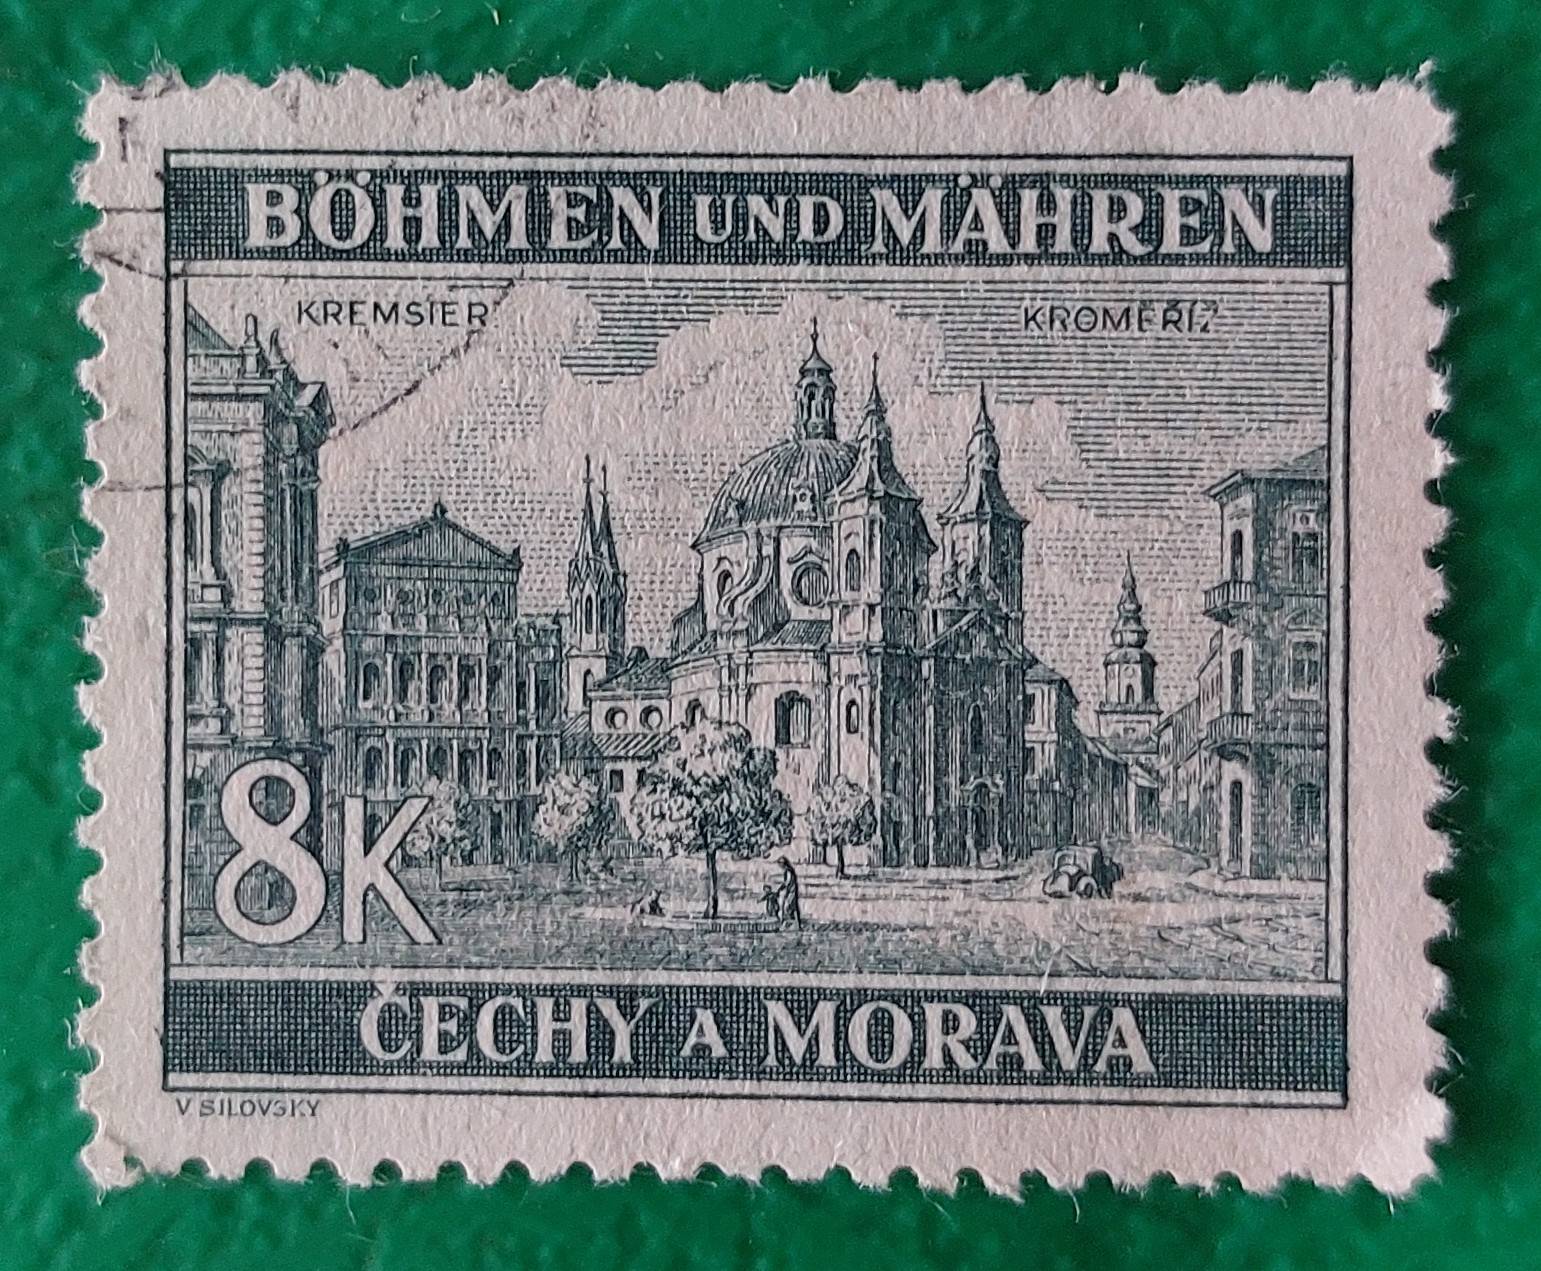 BÖHMEN UND MÄHREN
KREMSIER
KROMĚŘÍŽ
8K
ČECHY A MORAVA
V SILOVSKY